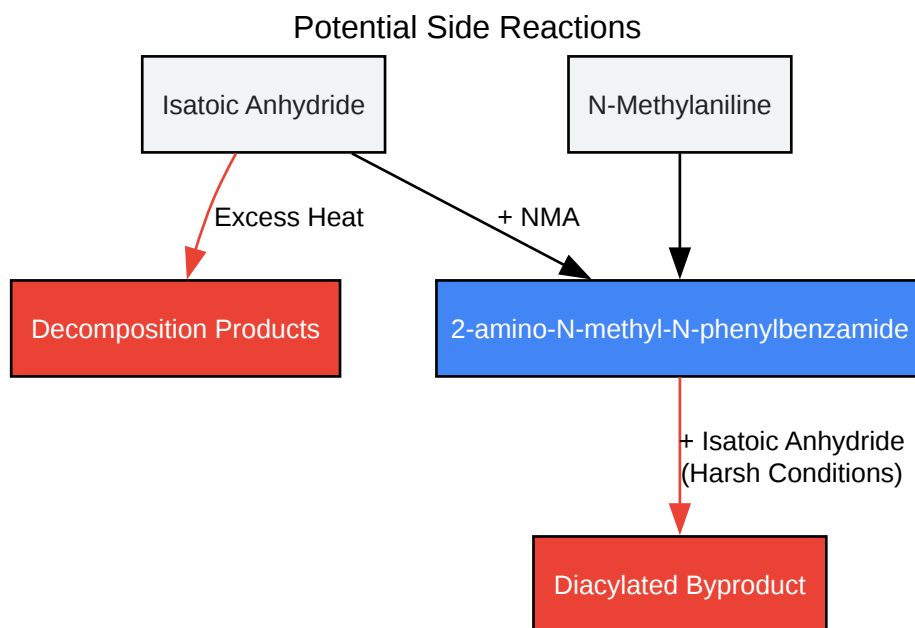 Potential Side Reactions
Isatoic Anhydride
N-Methylaniline
Excess Heat
+ NMA
Decomposition Products
2-amino-N-methyl-N-phenylbenzamide
+ Isatoic Anhydride
(Harsh Conditions)
Diacylated Byproduct